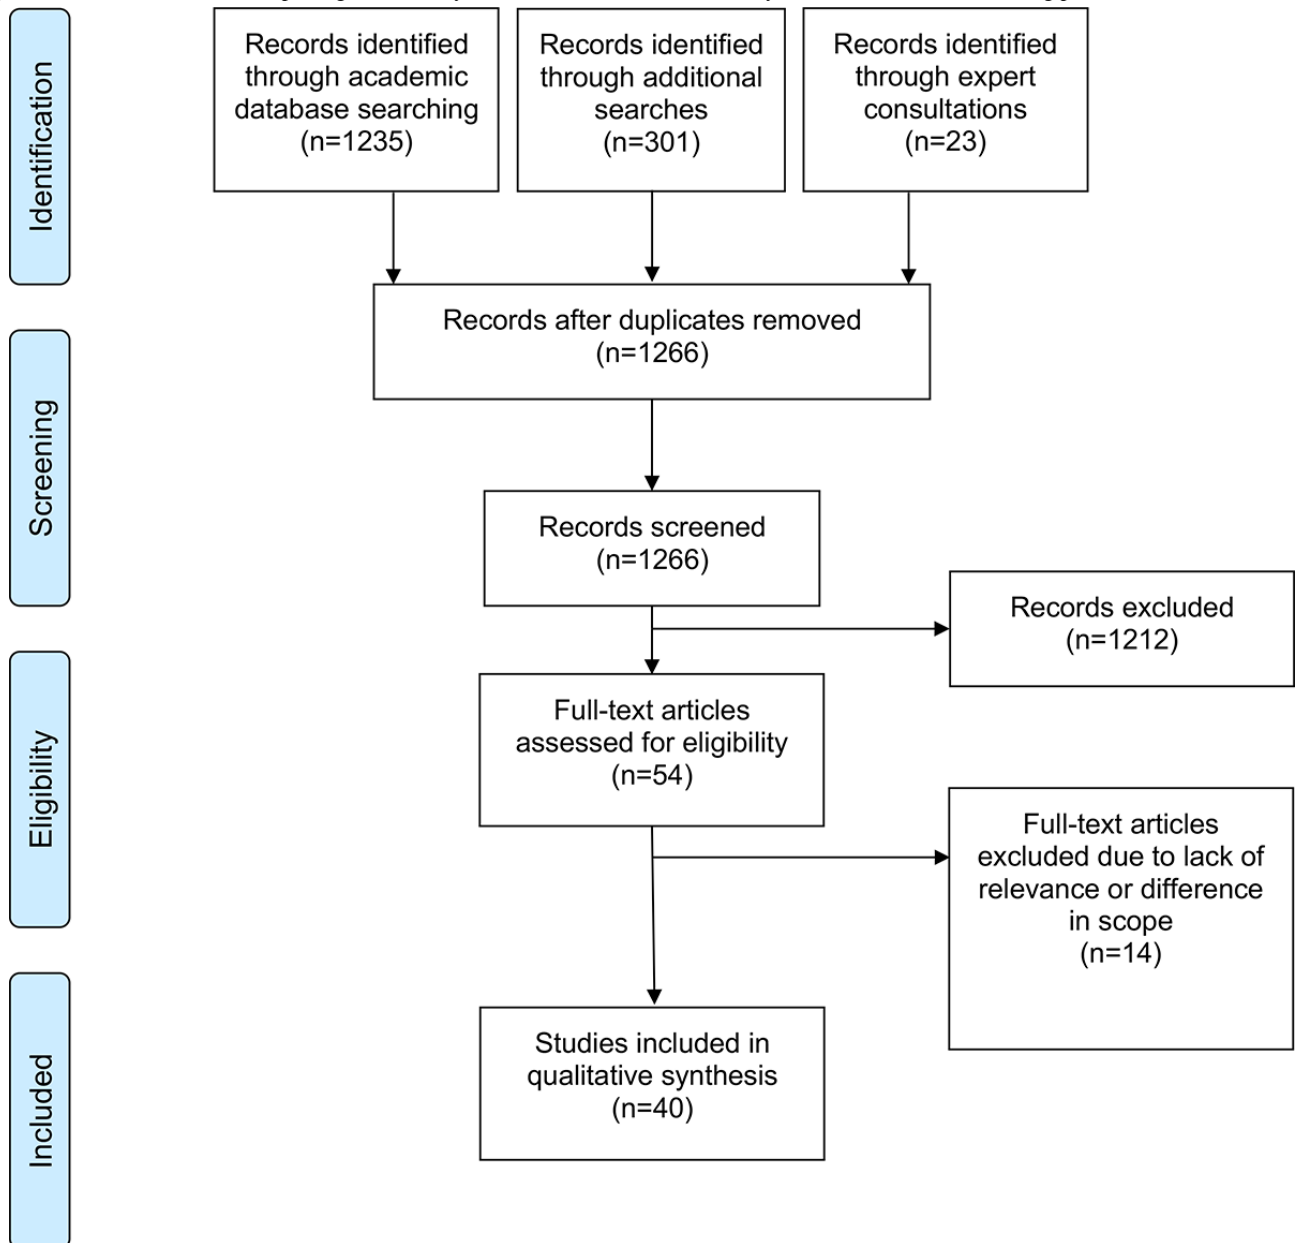 Identification
Records identified
through academic
database searching
(n=1235)
Records identified
through additional
searches
(n=301)
Records identified
through expert
consultations
(n=23)
Records after duplicates removed
(n=1266)
Screening
Records screened
(n=1266)
Records excluded
(n=1212)
Eligibility
Full-text articles
assessed for eligibility
(n=54)
Full-text articles
excluded due to lack of
relevance or difference
in scope
(n=14)
Included
Studies included in
qualitative synthesis
(n=40)